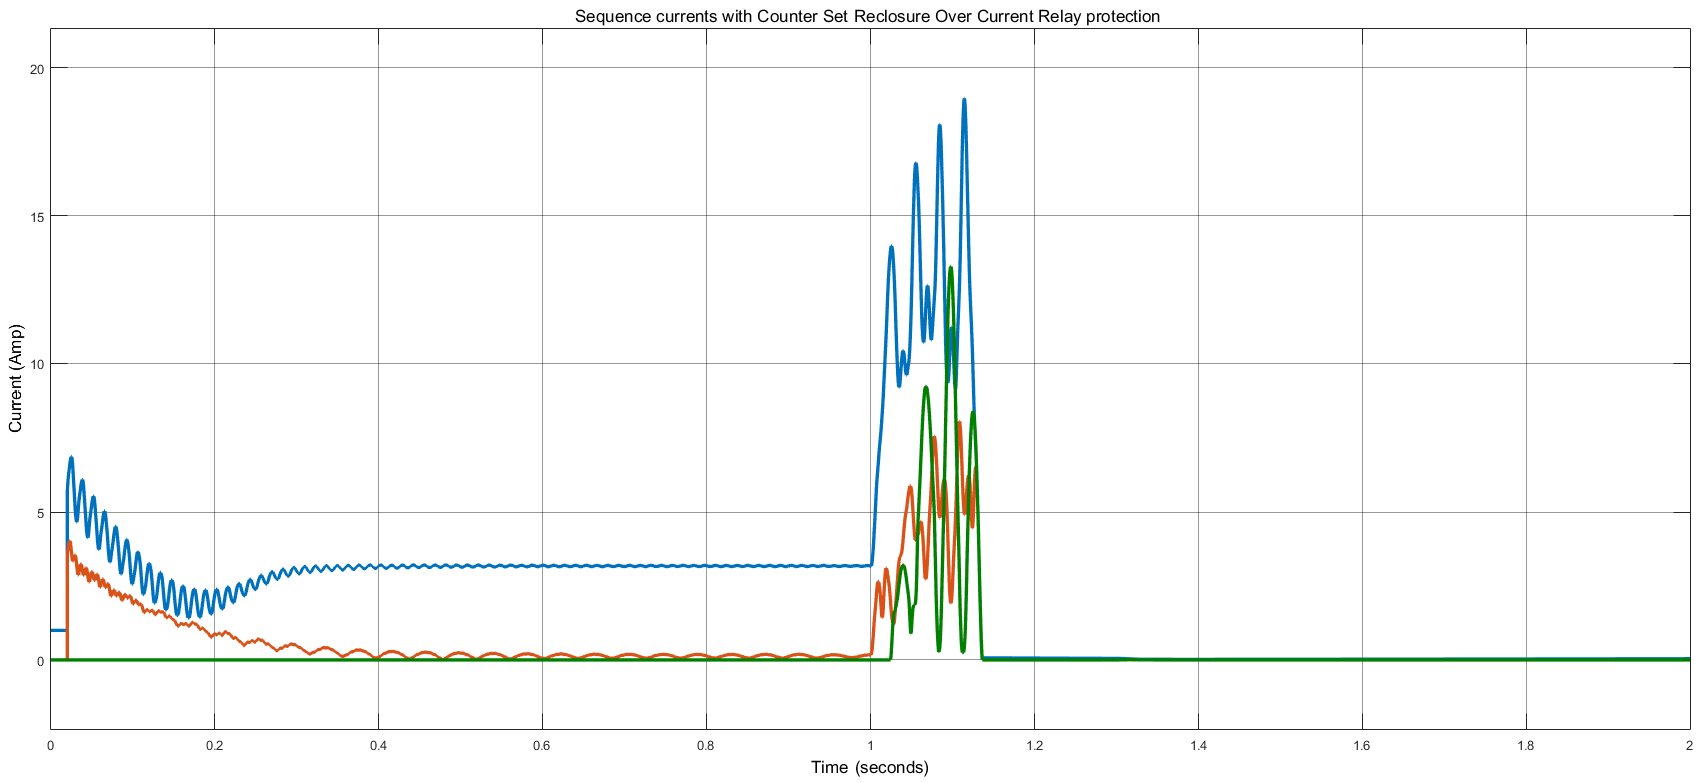 Sequence currents with Counter Set Reclosure Over Current Relay protection
20
15
10
5
0
Current (Amp)
0 0.2 0.4 0.6 0.8 1 1.2 1.4 1.6 1.8 2
Time (seconds)